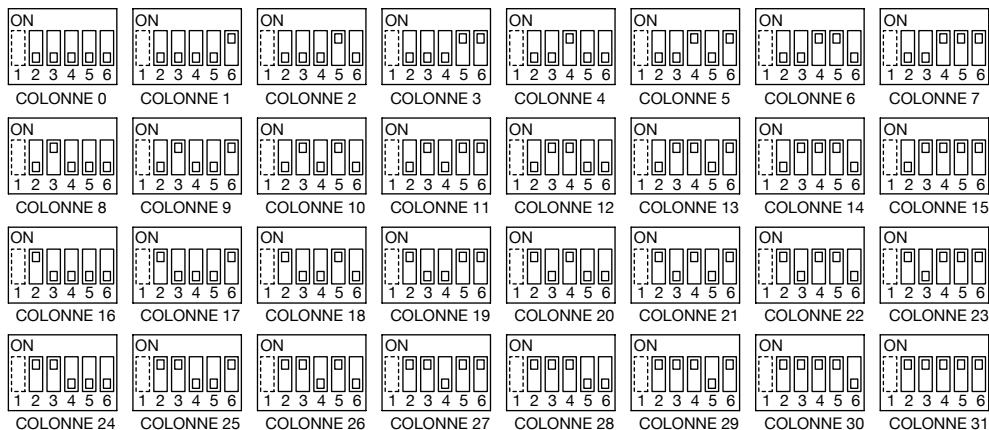 ON ON ON ON ON ON ON ON
1 2 3 4 5 6 1 2 3 4 5 6 1 2 3 4 5 6 1 2 3 4 5 6 1 2 3 4 5 6 1 2 3 4 5 6 1 2 3 4 5 6 1 2 3 4 5 6
COLONNE 0 COLONNE 1 COLONNE 2 COLONNE 3 COLONNE 4 COLONNE 5 COLONNE 6 COLONNE 7
ON ON ON ON ON ON ON ON
1 2 3 4 5 6 1 2 3 4 5 6 1 2 3 4 5 6 1 2 3 4 5 6 1 2 3 4 5 6 1 2 3 4 5 6 1 2 3 4 5 6 1 2 3 4 5 6
COLONNE 8 COLONNE 9 COLONNE 10 COLONNE 11 COLONNE 12 COLONNE 13 COLONNE 14 COLONNE 15
ON ON ON ON ON ON ON ON
1 2 3 4 5 6 1 2 3 4 5 6 1 2 3 4 5 6 1 2 3 4 5 6 1 2 3 4 5 6 1 2 3 4 5 6 1 2 3 4 5 6 1 2 3 4 5 6
COLONNE 16 COLONNE 17 COLONNE 18 COLONNE 19 COLONNE 20 COLONNE 21 COLONNE 22 COLONNE 23
ON ON ON ON ON ON ON ON
1 2 3 4 5 6 1 2 3 4 5 6 1 2 3 4 5 6 1 2 3 4 5 6 1 2 3 4 5 6 1 2 3 4 5 6 1 2 3 4 5 6 1 2 3 4 5 6
COLONNE 24 COLONNE 25 COLONNE 26 COLONNE 27 COLONNE 28 COLONNE 29 COLONNE 30 COLONNE 31